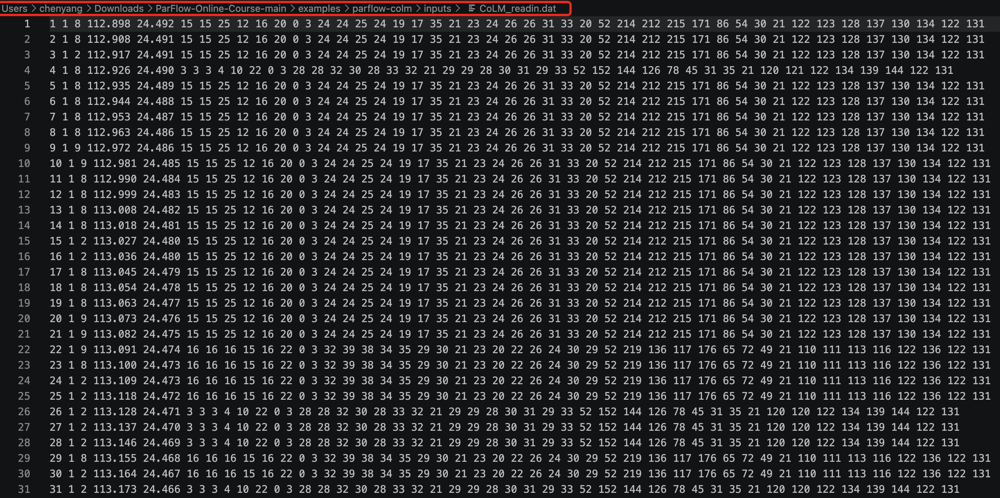 Users > chenyang > Downloads > ParFlow-Online-Course-main > examples > parflow-colm > inputs > CoLM_readin.dat
1 1 1 8 112.898 24.492 15 15 25 12 16 20 0 3 24 24 25 24 19 17 35 21 23 24 26 26 31 33 20 52 214 212 215 171 86 54 30 21 122 123 128 137 130 134 122 131
2 2 1 8 112.908 24.491 15 15 25 12 16 20 0 3 24 24 25 24 19 17 35 21 23 24 26 26 31 33 20 52 214 212 215 171 86 54 30 21 122 123 128 137 130 134 122 131
3 3 1 2 112.917 24.491 15 15 25 12 16 20 0 3 24 24 25 24 19 17 35 21 23 24 26 26 31 33 20 52 214 212 215 171 86 54 30 21 122 123 128 137 130 134 122 131
4 4 1 8 112.926 24.490 3 3 3 4 10 22 0 3 28 28 32 30 28 33 32 21 29 29 28 30 31 29 33 52 152 144 126 78 45 31 35 21 120 121 122 134 139 144 122 131
5 5 1 8 112.935 24.489 15 15 25 12 16 20 0 3 24 24 25 24 19 17 35 21 23 24 26 26 31 33 20 52 214 212 215 171 86 54 30 21 122 123 128 137 130 134 122 131
6 6 1 8 112.944 24.488 15 15 25 12 16 20 0 3 24 24 25 24 19 17 35 21 23 24 26 26 31 33 20 52 214 212 215 171 86 54 30 21 122 123 128 137 130 134 122 131
7 7 1 8 112.953 24.487 15 15 25 12 16 20 0 3 24 24 25 24 19 17 35 21 23 24 26 26 31 33 20 52 214 212 215 171 86 54 30 21 122 123 128 137 130 134 122 131
8 8 1 8 112.963 24.486 15 15 25 12 16 20 0 3 24 24 25 24 19 17 35 21 23 24 26 26 31 33 20 52 214 212 215 171 86 54 30 21 122 123 128 137 130 134 122 131
9 9 1 9 112.972 24.486 15 15 25 12 16 20 0 3 24 24 25 24 19 17 35 21 23 24 26 26 31 33 20 52 214 212 215 171 86 54 30 21 122 123 128 137 130 134 122 131
10 10 1 9 112.981 24.485 15 15 25 12 16 20 0 3 24 24 25 24 19 17 35 21 23 24 26 26 31 33 20 52 214 212 215 171 86 54 30 21 122 123 128 137 130 134 122 131
11 11 1 8 112.990 24.484 15 15 25 12 16 20 0 3 24 24 25 24 19 17 35 21 23 24 26 26 31 33 20 52 214 212 215 171 86 54 30 21 122 123 128 137 130 134 122 131
12 12 1 8 112.999 24.483 15 15 25 12 16 20 0 3 24 24 25 24 19 17 35 21 23 24 26 26 31 33 20 52 214 212 215 171 86 54 30 21 122 123 128 137 130 134 122 131
13 13 1 8 113.008 24.482 15 15 25 12 16 20 0 3 24 24 25 24 19 17 35 21 23 24 26 26 31 33 20 52 214 212 215 171 86 54 30 21 122 123 128 137 130 134 122 131
14 14 1 8 113.018 24.481 15 15 25 12 16 20 0 3 24 24 25 24 19 17 35 21 23 24 26 26 31 33 20 52 214 212 215 171 86 54 30 21 122 123 128 137 130 134 122 131
15 15 1 2 113.027 24.480 15 15 25 12 16 20 0 3 24 24 25 24 19 17 35 21 23 24 26 26 31 33 20 52 214 212 215 171 86 54 30 21 122 123 128 137 130 134 122 131
16 16 1 2 113.036 24.480 15 15 25 12 16 20 0 3 24 24 25 24 19 17 35 21 23 24 26 26 31 33 20 52 214 212 215 171 86 54 30 21 122 123 128 137 130 134 122 131
17 17 1 8 113.045 24.479 15 15 25 12 16 20 0 3 24 24 25 24 19 17 35 21 23 24 26 26 31 33 20 52 214 212 215 171 86 54 30 21 122 123 128 137 130 134 122 131
18 18 1 8 113.054 24.478 15 15 25 12 16 20 0 3 24 24 25 24 19 17 35 21 23 24 26 26 31 33 20 52 214 212 215 171 86 54 30 21 122 123 128 137 130 134 122 131
19 19 1 8 113.063 24.477 15 15 25 12 16 20 0 3 24 24 25 24 19 17 35 21 23 24 26 26 31 33 20 52 214 212 215 171 86 54 30 21 122 123 128 137 130 134 122 131
20 20 1 9 113.073 24.476 15 15 25 12 16 20 0 3 24 24 25 24 19 17 35 21 23 24 26 26 31 33 20 52 214 212 215 171 86 54 30 21 122 123 128 137 130 134 122 131
21 21 1 9 113.082 24.475 15 15 25 12 16 20 0 3 24 24 25 24 19 17 35 21 23 24 26 26 31 33 20 52 214 212 215 171 86 54 30 21 122 123 128 137 130 134 122 131
22 22 1 9 113.091 24.474 16 16 16 15 16 22 0 3 32 39 38 34 35 29 30 21 23 20 22 26 24 30 29 52 219 136 117 176 65 72 49 21 110 111 113 116 122 136 122 131
23 23 1 8 113.100 24.473 16 16 16 15 16 22 0 3 32 39 38 34 35 29 30 21 23 20 22 26 24 30 29 52 219 136 117 176 65 72 49 21 110 111 113 116 122 136 122 131
24 24 1 2 113.109 24.473 16 16 16 15 16 22 0 3 32 39 38 34 35 29 30 21 23 20 22 26 24 30 29 52 219 136 117 176 65 72 49 21 110 111 113 116 122 136 122 131
25 25 1 2 113.118 24.472 16 16 16 15 16 22 0 3 32 39 38 34 35 29 30 21 23 20 22 26 24 30 29 52 219 136 117 176 65 72 49 21 110 111 113 116 122 136 122 131
26 26 1 2 113.128 24.471 3 3 3 4 10 22 0 3 28 28 32 30 28 33 32 21 29 29 28 30 31 29 33 52 152 144 126 78 45 31 35 21 120 120 122 134 139 144 122 131
27 27 1 2 113.137 24.470 3 3 3 4 10 22 0 3 28 28 32 30 28 33 32 21 29 29 28 30 31 29 33 52 152 144 126 78 45 31 35 21 120 120 122 134 139 144 122 131
28 28 1 2 113.146 24.469 3 3 3 4 10 22 0 3 28 28 32 30 28 33 32 21 29 29 28 30 31 29 33 52 152 144 126 78 45 31 35 21 120 120 122 134 139 144 122 131
29 29 1 8 113.155 24.468 16 16 16 15 16 22 0 3 32 39 38 34 35 29 30 21 23 20 22 26 24 30 29 52 219 136 117 176 65 72 49 21 110 111 113 116 122 136 122 131
30 30 1 2 113.164 24.467 16 16 16 15 16 22 0 3 32 39 38 34 35 29 30 21 23 20 22 26 24 30 29 52 219 136 117 176 65 72 49 21 110 111 113 116 122 136 122 131
31 31 1 2 113.173 24.466 3 3 3 4 10 22 0 3 28 28 32 30 28 33 32 21 29 29 28 30 31 29 33 52 152 144 126 78 45 31 35 21 120 120 122 134 139 144 122 131